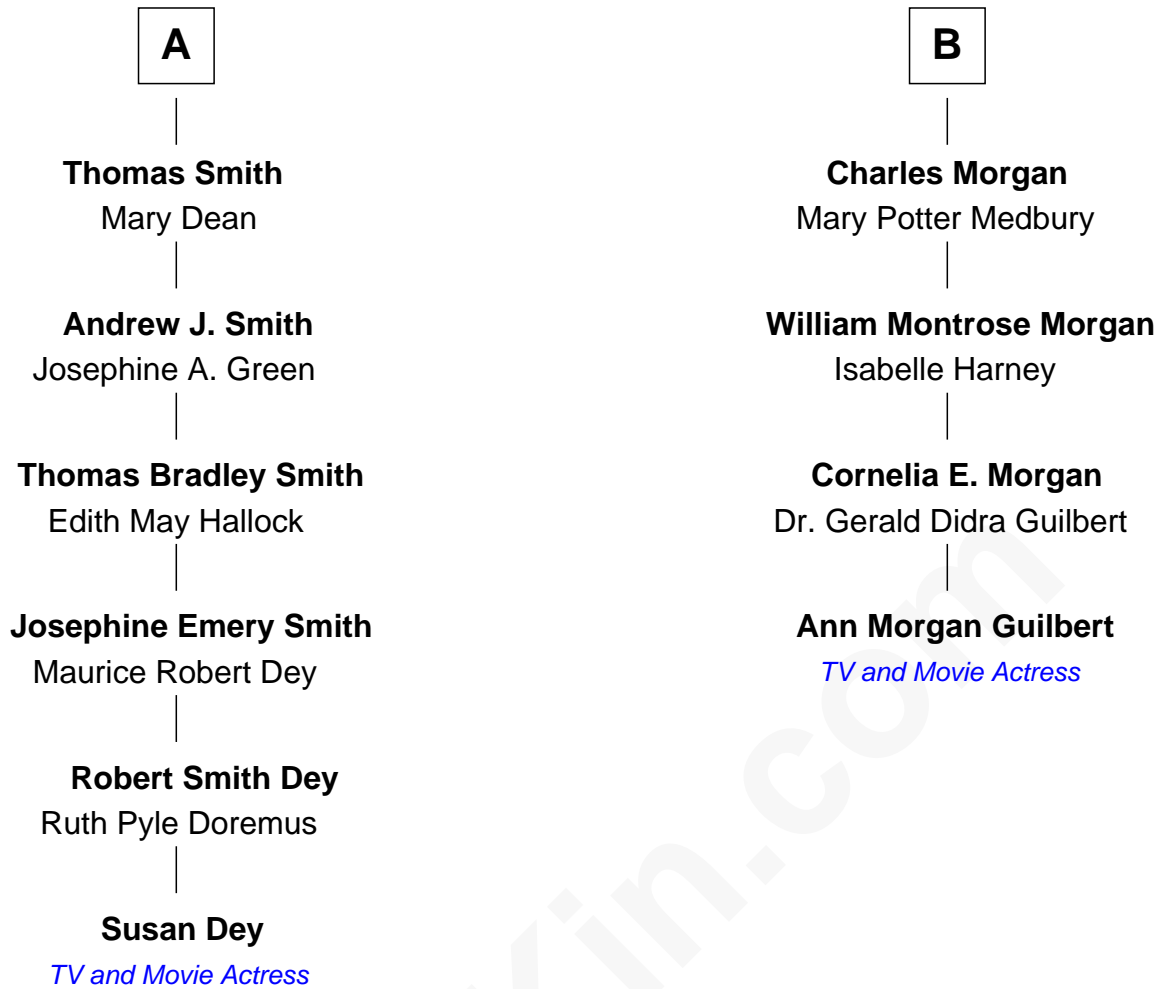 A
Thomas Smith
Mary Dean
Andrew J. Smith
Josephine A. Green
Thomas Bradley Smith
Edith May Hallock
Josephine Emery Smith
Maurice Robert Dey
Robert Smith Dey
Ruth Pyle Doremus
Susan Dey
TV and Movie Actress
B
Charles Morgan
Mary Potter Medbury
William Montrose Morgan
Isabelle Harney
Cornelia E. Morgan
Dr. Gerald Didra Guilbert
Ann Morgan Guilbert
TV and Movie Actress
Kin.com